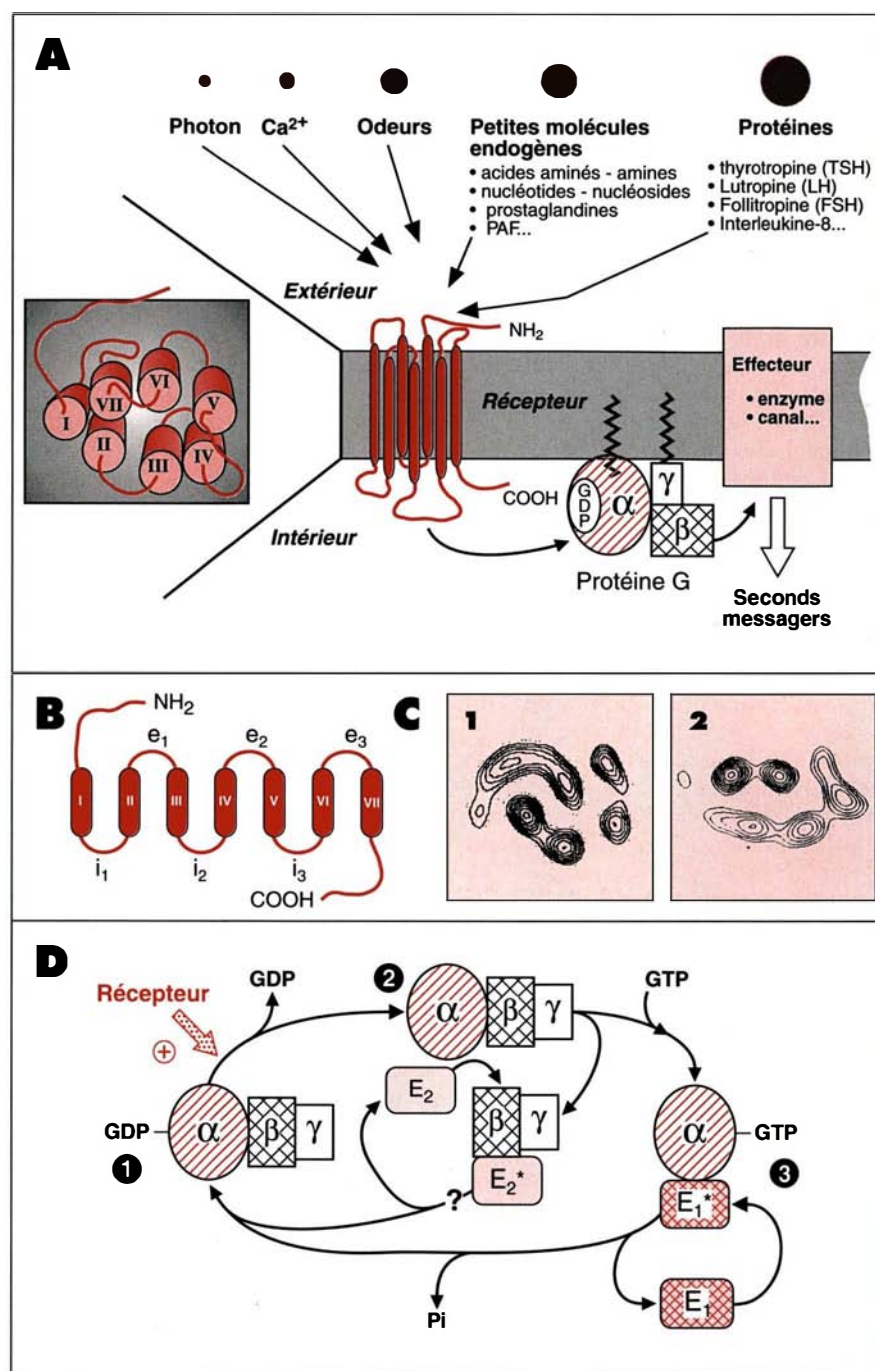 A
Photon
Ca²⁺
Odeurs
Petites molécules
endogènes
• acides aminés - amines
• nucléotides - nucléosides
• prostaglandines
• PAF...
Protéines
• thyrotropine (TSH)
• Lutropine (LH)
• Follitropine (FSH)
• Interleukine-8...
Extérieur
NH₂
Récepteur
Effecteur
• enzyme
• canal...
I
II
III
IV
V
VI
VII
COOH
Intérieur
GDP
α
γ
β
Protéine G
Seconds
messagers
B
NH₂
e₁
e₂
e₃
I
II
III
IV
V
VI
VII
i₁
i₂
i₃
COOH
C
1
2
D
Récepteur
+
GDP
2
α
β
γ
GTP
GDP
α
β
γ
1
E₂
β
γ
E₂*
?
α
GTP
3
E₁*
E₁
Pi